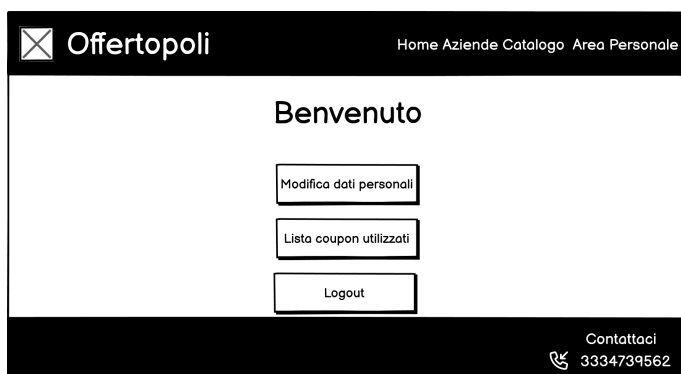 Offertopoli
Home Aziende Catalogo Area Personale
Benvenuto
Modifica dati personali
Lista coupon utilizzati
Logout
Contattaci
3334739562